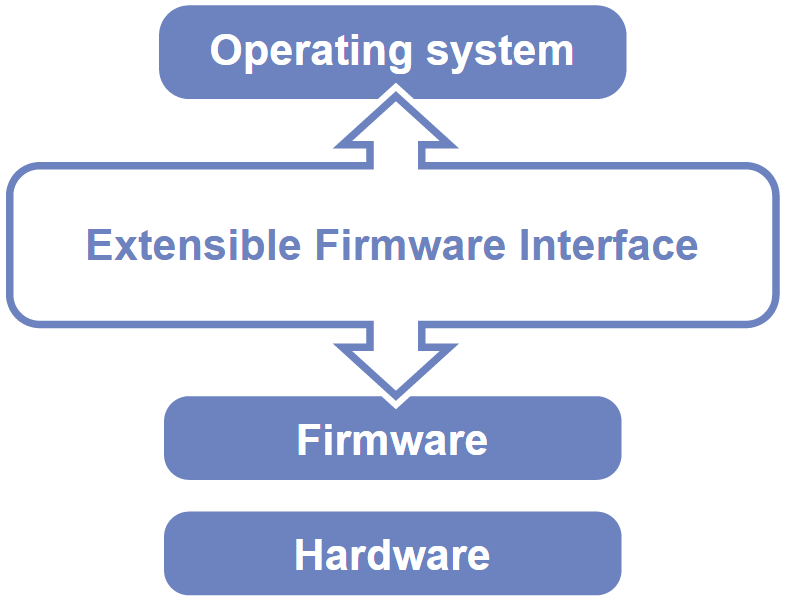 Operating system
Extensible Firmware Interface
Firmware
Hardware